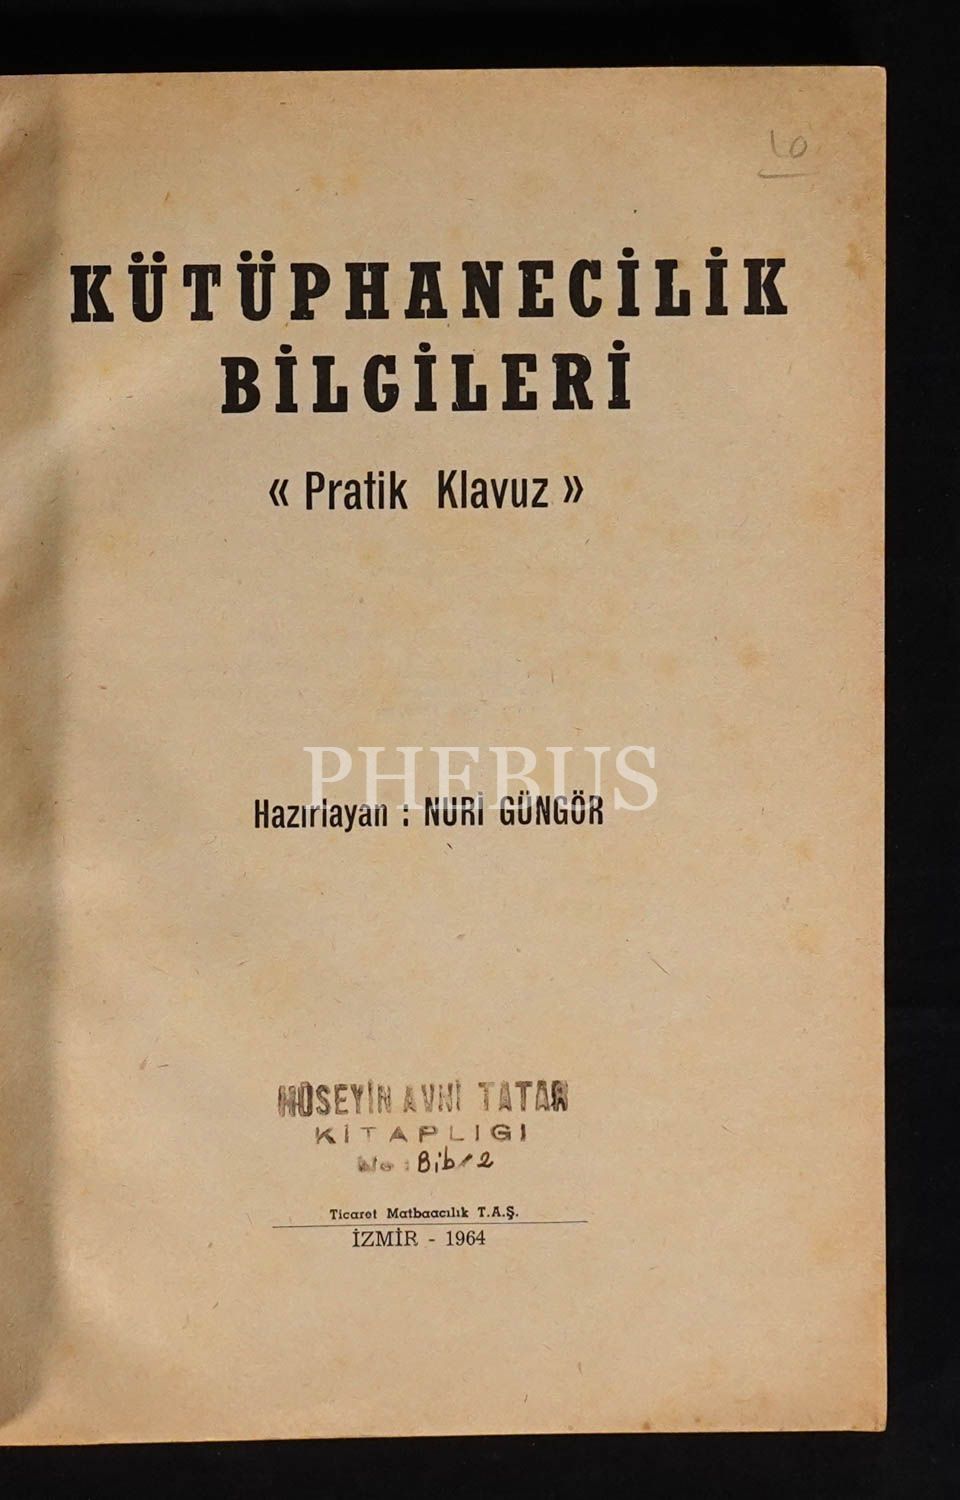 10
KÜTÜPHANECİLİK
BİLGİLERİ
« Pratik Klavuz »
PHEBUS
Hazırlayan : NURİ GÜNGÖR
HÜSEYİN AVNİ TATAR
KİTAPLIGI
No : Bib/2
Ticaret Matbaacılık T.A.Ş.
İZMİR - 1964